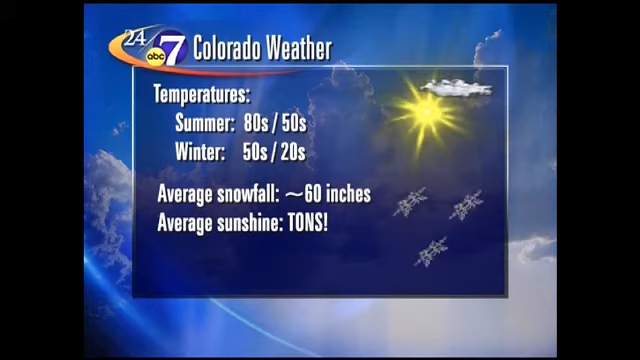 24/7
abc
Colorado Weather
Temperatures:
Summer: 80s / 50s
Winter: 50s / 20s
Average snowfall: ~60 inches
Average sunshine: TONS!